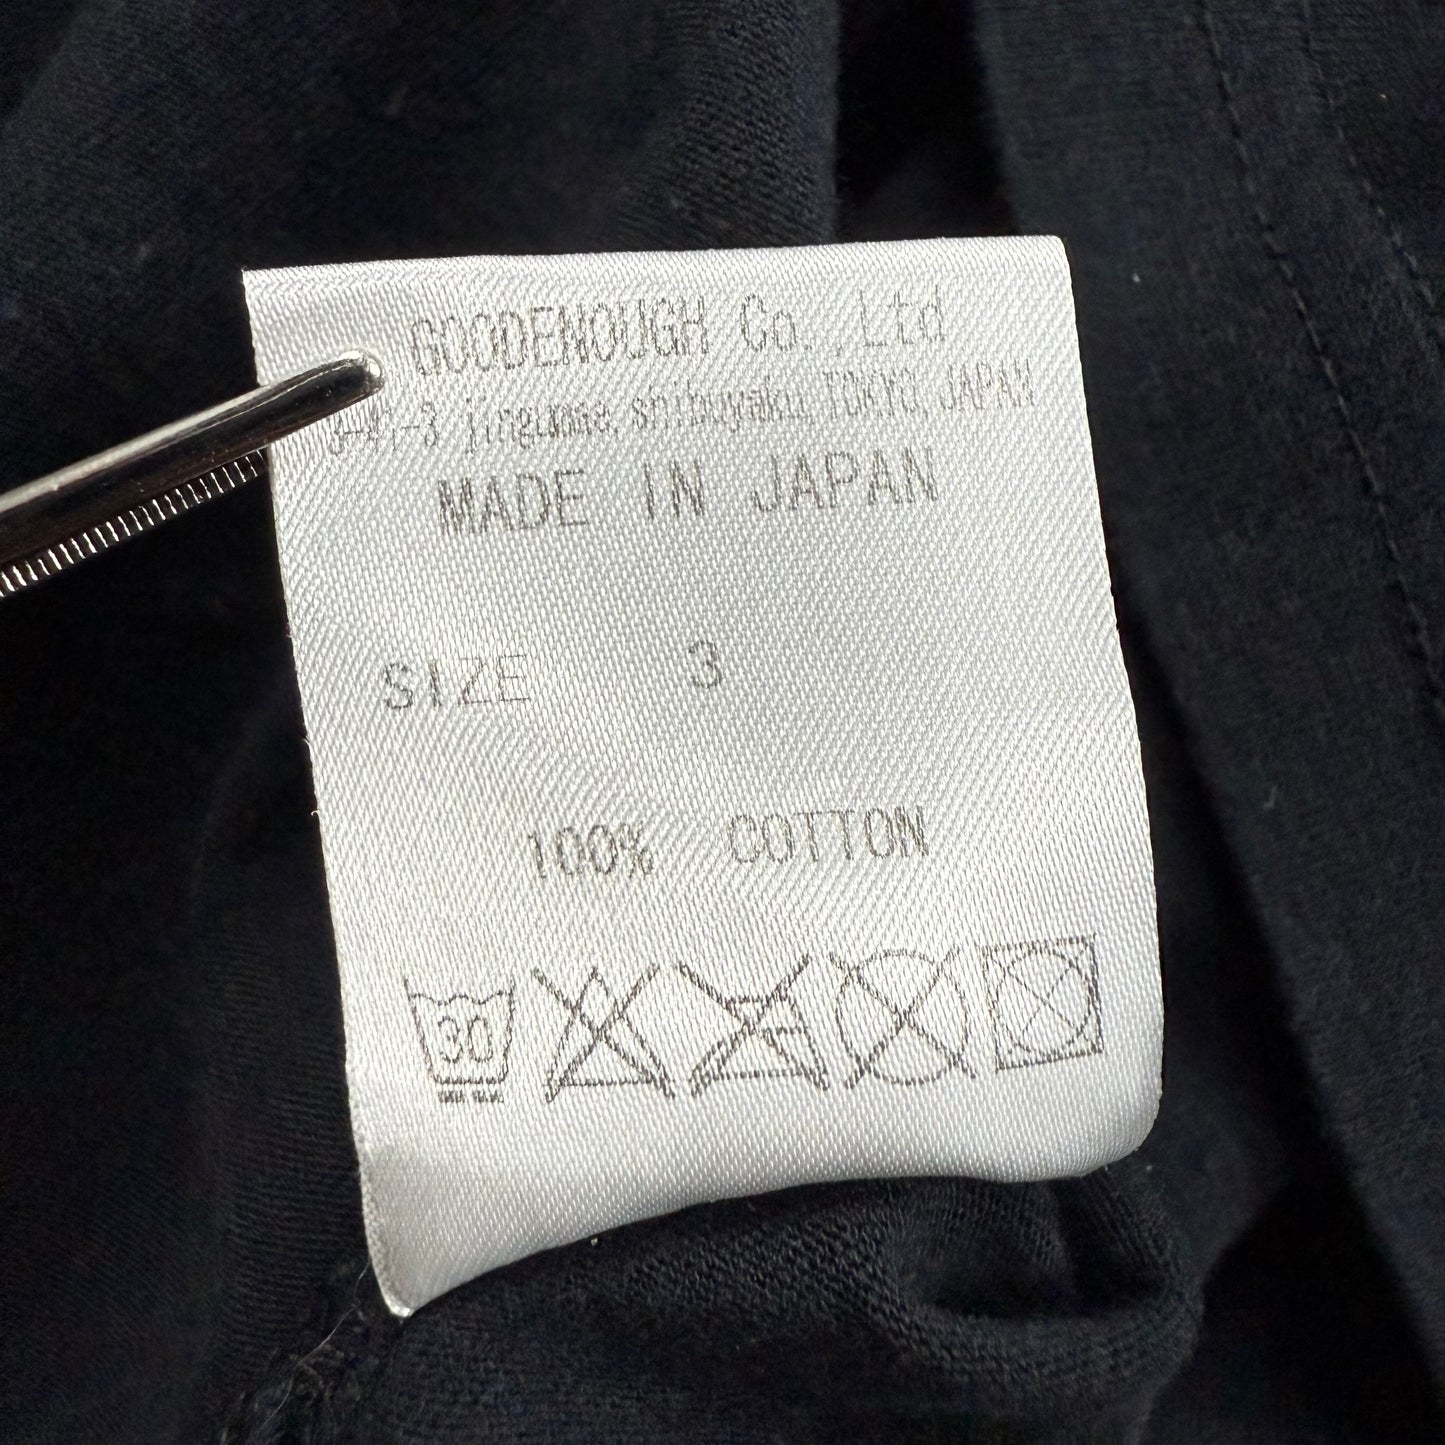 GOODENOUGH Co.,Ltd
jingumae, shibuyaku, TOKYO, JAPAN
MADE IN JAPAN
SIZE 3
100% COTTON
30